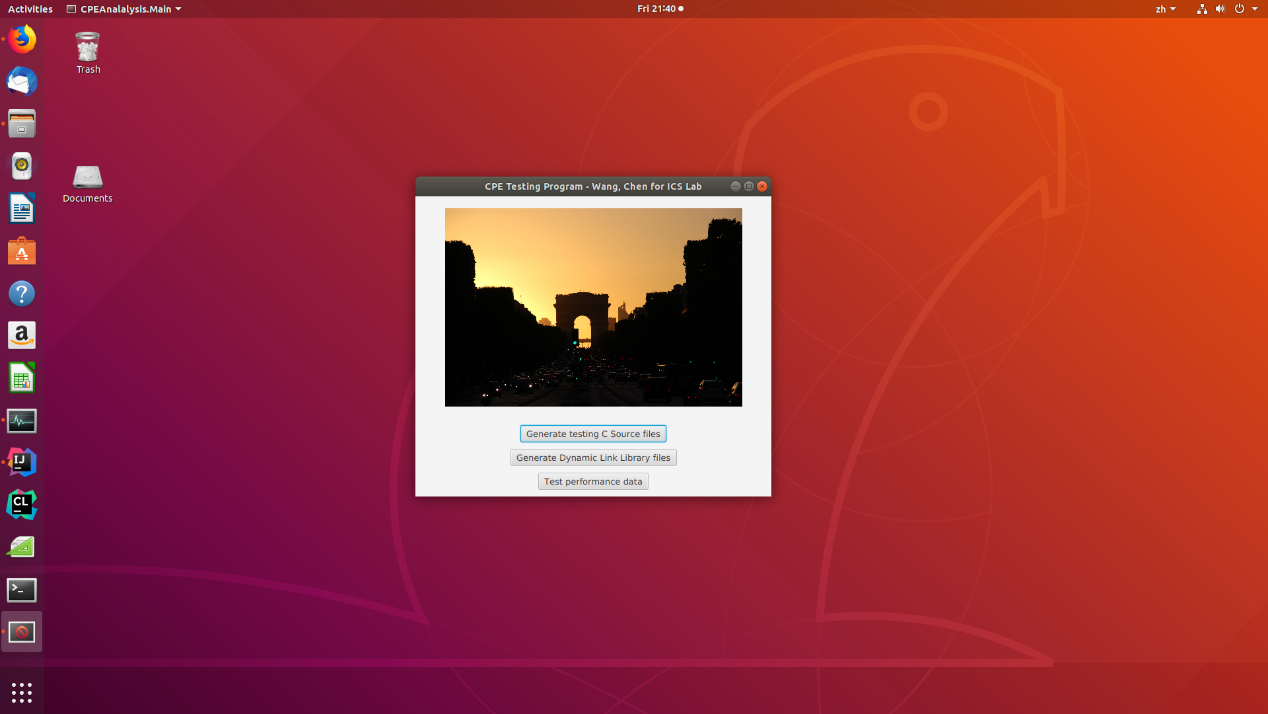 Activities
CPEAnalalysis.Main
Fri 21:40
zh
Trash
Documents
CPE Testing Program - Wang, Chen for ICS Lab
Generate testing C Source files
Generate Dynamic Link Library files
Test performance data
?
a
IJ
CL
>_